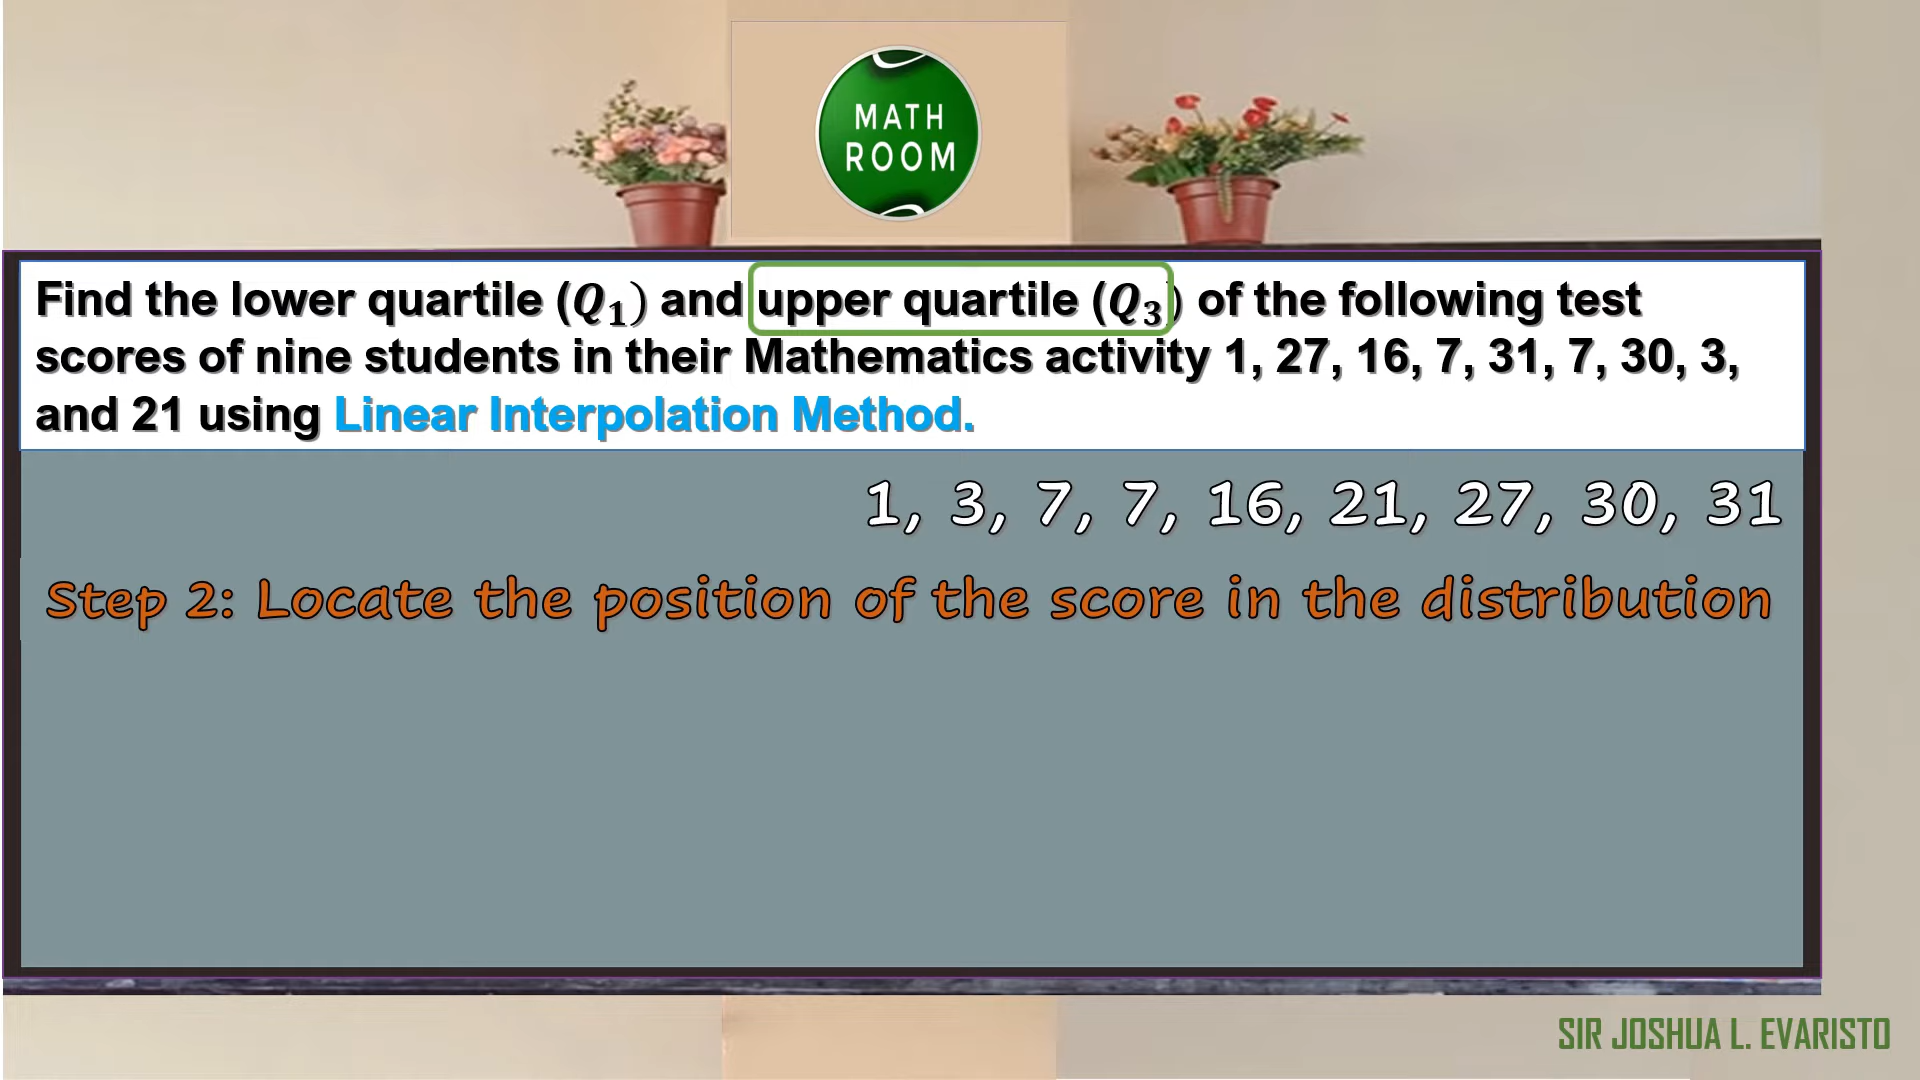 MATH
ROOM
Find the lower quartile (Q₁) and upper quartile (Q₃) of the following test
scores of nine students in their Mathematics activity 1, 27, 16, 7, 31, 7, 30, 3,
and 21 using Linear Interpolation Method.
1, 3, 7, 7, 16, 21, 27, 30, 31
Step 2: Locate the position of the score in the distribution
SIR JOSHUA L. EVARISTO